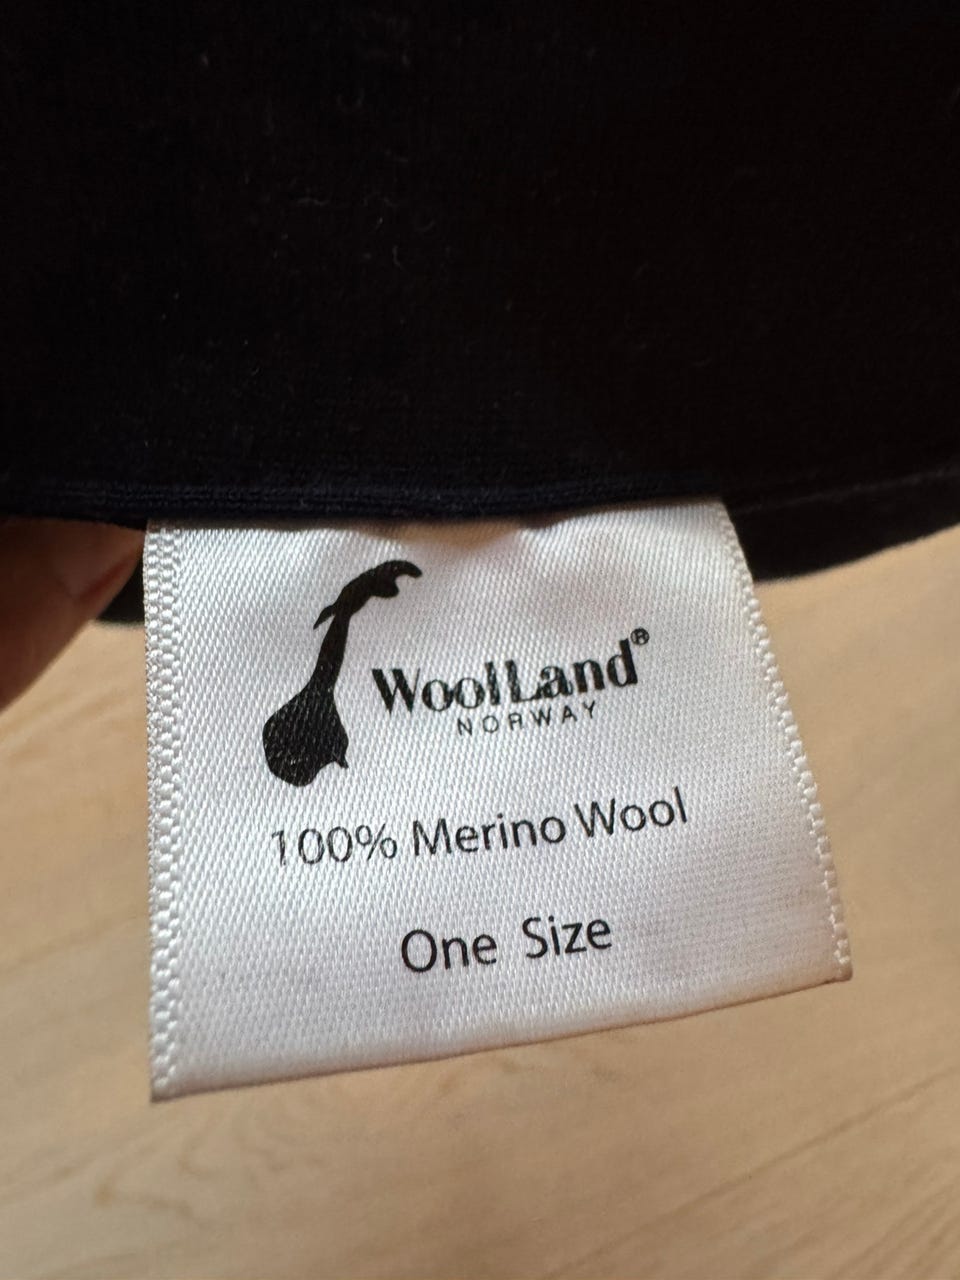 WoolLand®
NORWAY
100% Merino Wool
One Size